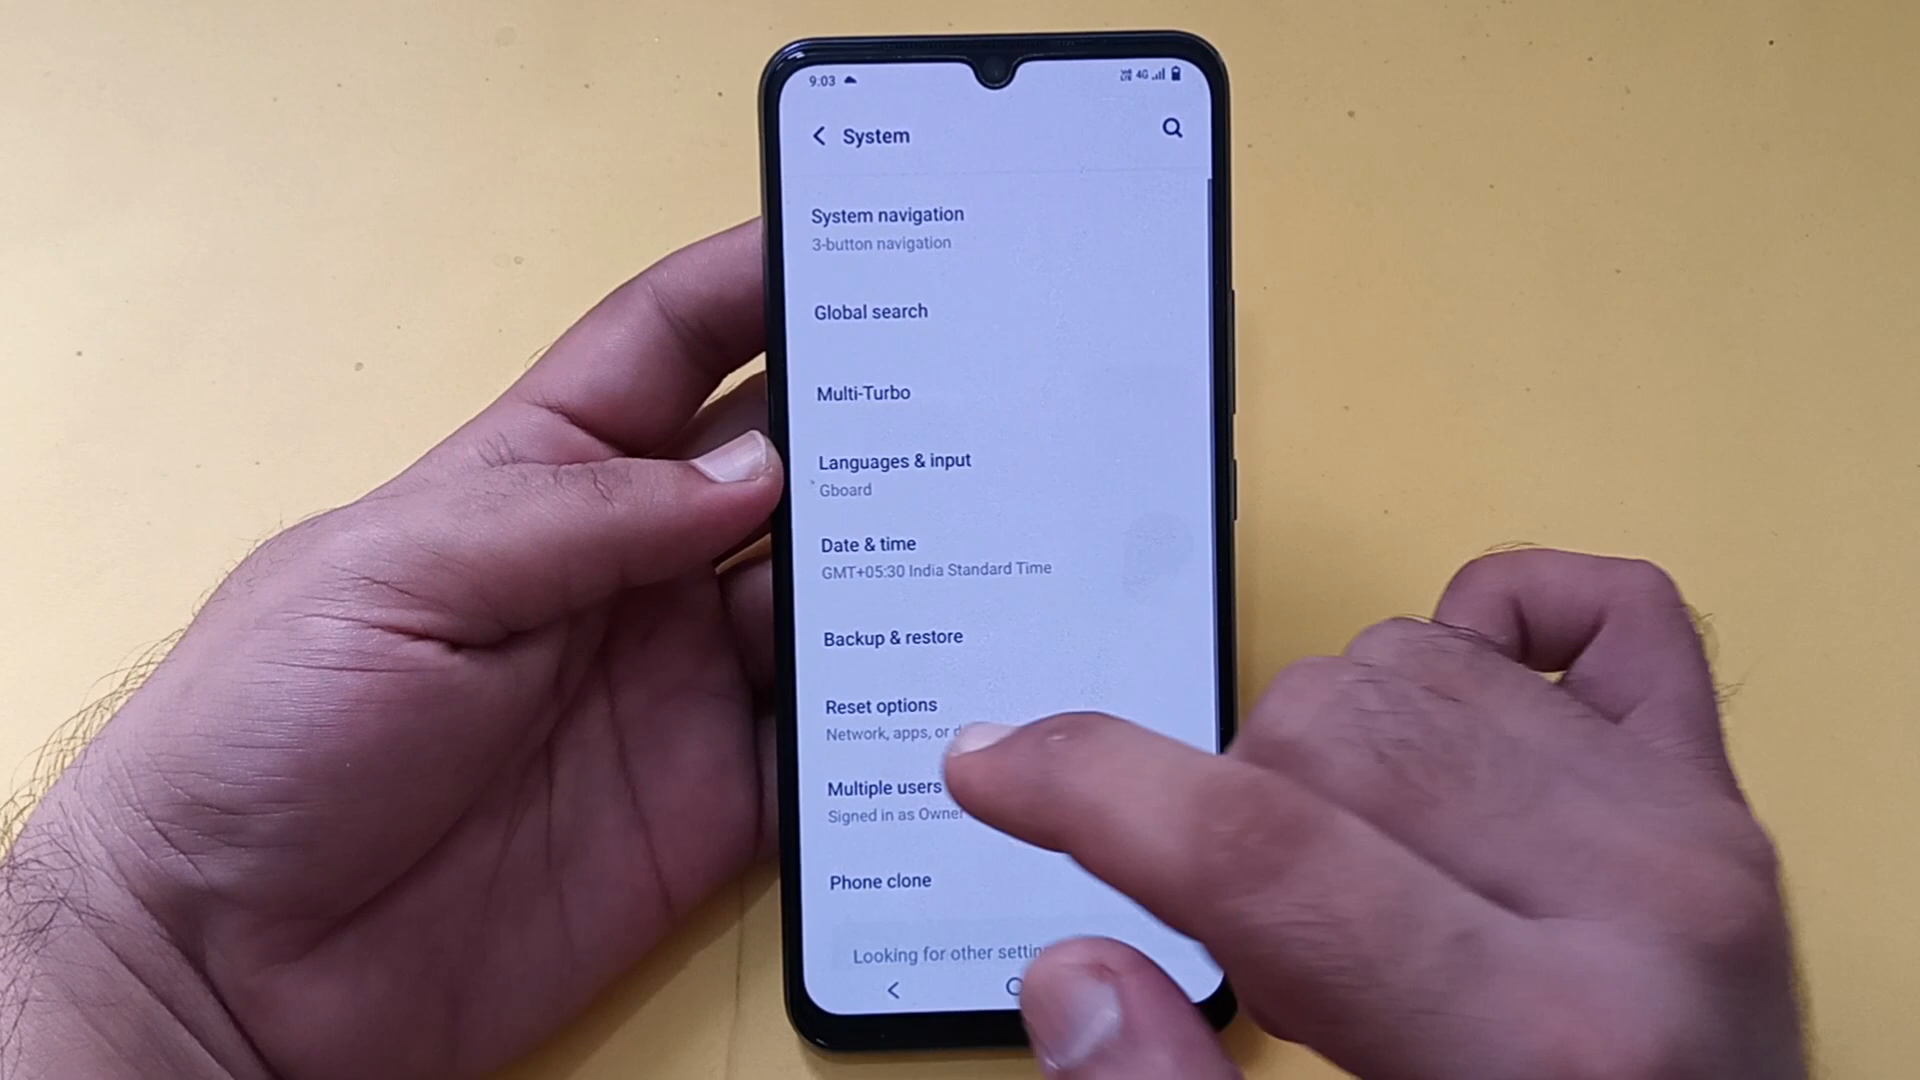 9:03
4G
System
System navigation
3-button navigation
Global search
Multi-Turbo
Languages & input
Gboard
Date & time
GMT+05:30 India Standard Time
Backup & restore
Reset options
Network, apps, or
Multiple users
Signed in as Owner
Phone clone
Looking for other